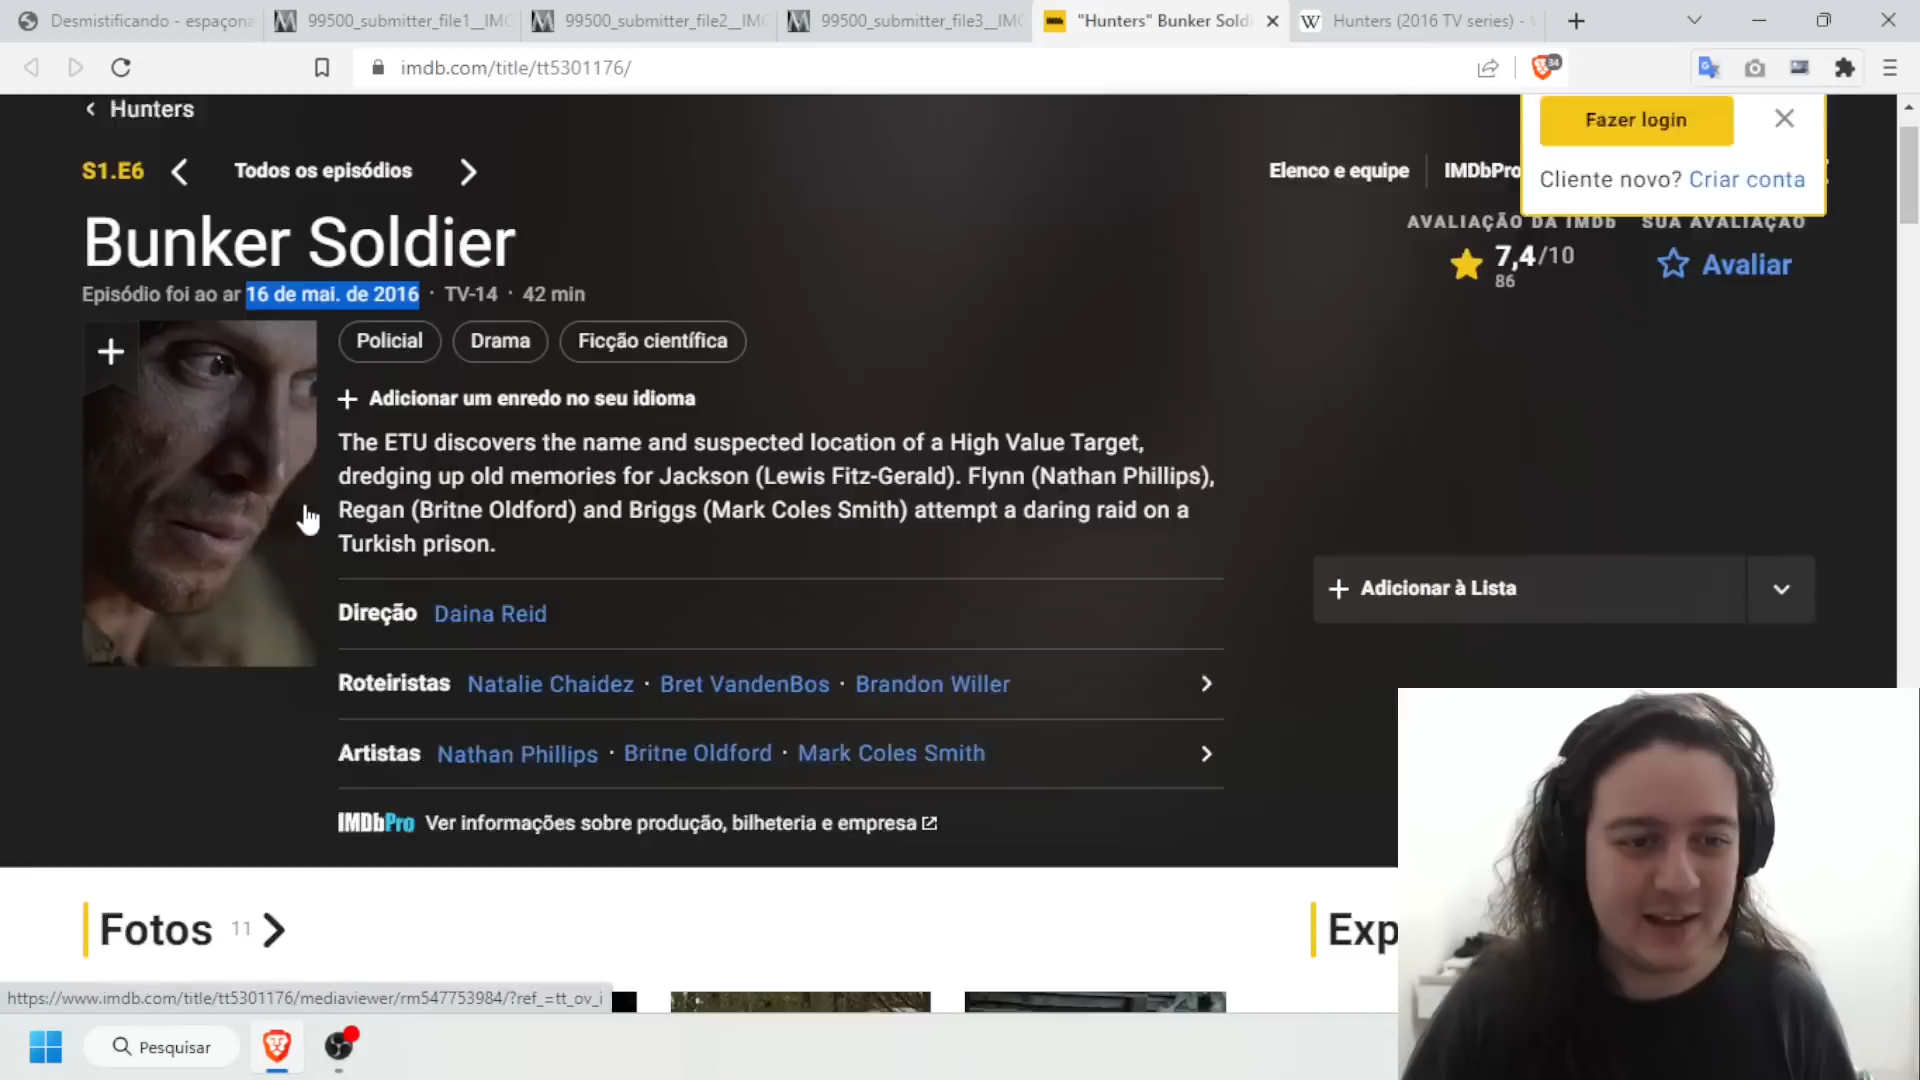 Desmistificando - espaçona
99500_submitter_file1__IMC
99500_submitter_file2__IMC
99500_submitter_file3__IMC
"Hunters" Bunker Sold
Hunters (2016 TV series) -
imdb.com/title/tt5301176/
34
Hunters
Fazer login
Cliente novo? Criar conta
S1.E6
Todos os episódios
Elenco e equipe
IMDbPro
Bunker Soldier
AVALIAÇÃO DA IMDb
SUA AVALIAÇÃO
7,4/10
86
Avaliar
Episódio foi ao ar 16 de mai. de 2016 · TV-14 · 42 min
Policial
Drama
Ficção científica
Adicionar um enredo no seu idioma
The ETU discovers the name and suspected location of a High Value Target,
dredging up old memories for Jackson (Lewis Fitz-Gerald). Flynn (Nathan Phillips),
Regan (Britne Oldford) and Briggs (Mark Coles Smith) attempt a daring raid on a
Turkish prison.
Adicionar à Lista
Direção Daina Reid
Roteiristas Natalie Chaidez · Bret VandenBos · Brandon Willer
Artistas Nathan Phillips · Britne Oldford · Mark Coles Smith
IMDbPro Ver informações sobre produção, bilheteria e empresa
Fotos 11
Exp
https://www.imdb.com/title/tt5301176/mediaviewer/rm547753984/?ref_=tt_ov_i
Pesquisar